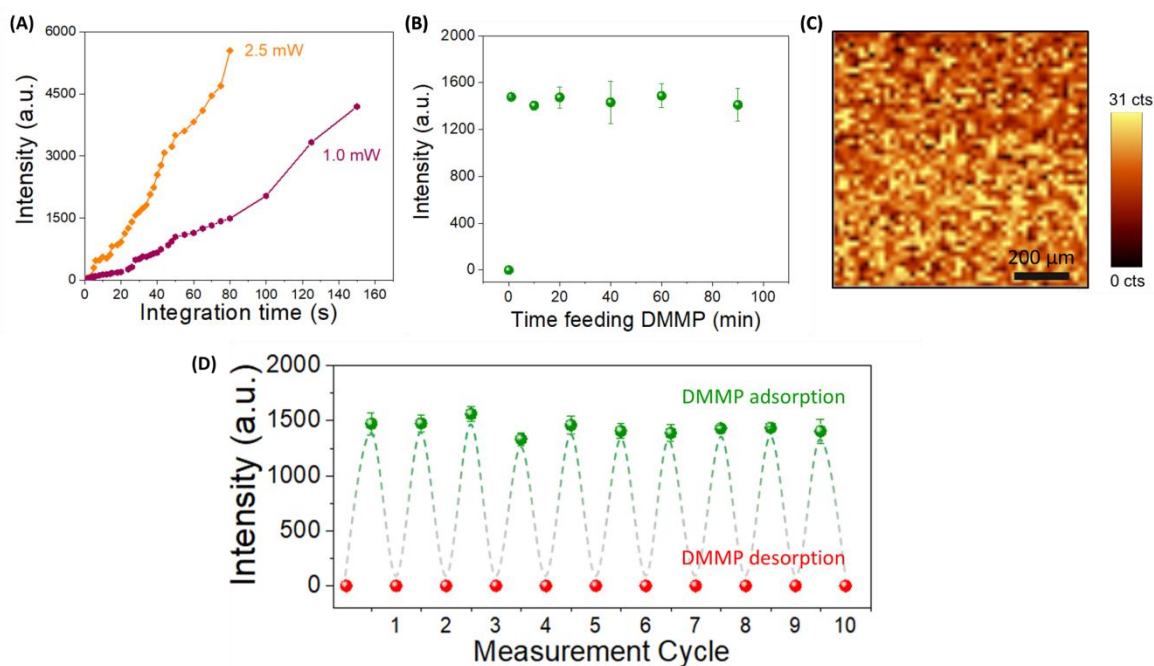 (A)
6000
4500
3000
1500
0
Intensity (a.u.)
2.5 mW
1.0 mW
0 20 40 60 80 100 120 140 160
Integration time (s)
(B)
2000
1600
1200
800
400
0
Intensity (a.u.)
0 20 40 60 80 100
Time feeding DMMP (min)
(C)
200 µm
31 cts
0 cts
(D)
2000
1500
1000
500
0
Intensity (a.u.)
DMMP adsorption
DMMP desorption
1 2 3 4 5 6 7 8 9 10
Measurement Cycle